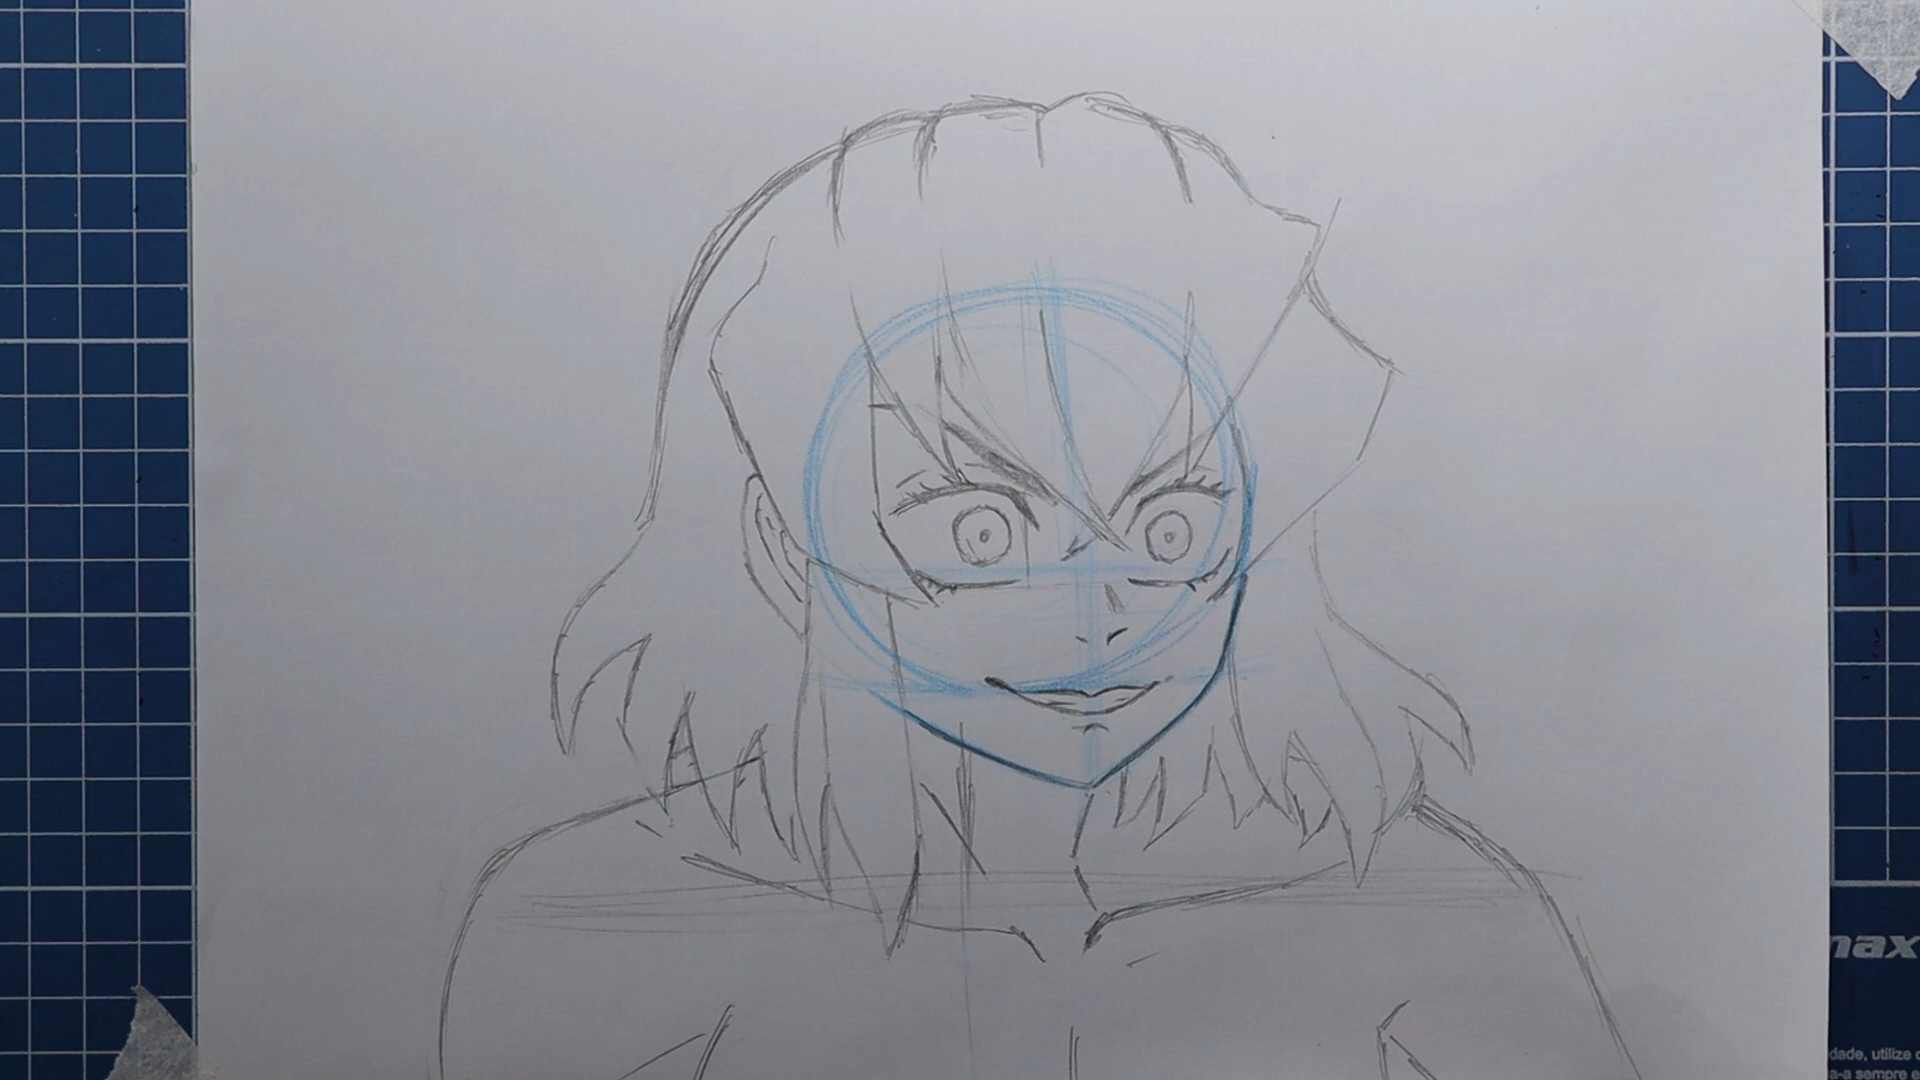 max
dade, utilize
a-a sempre e